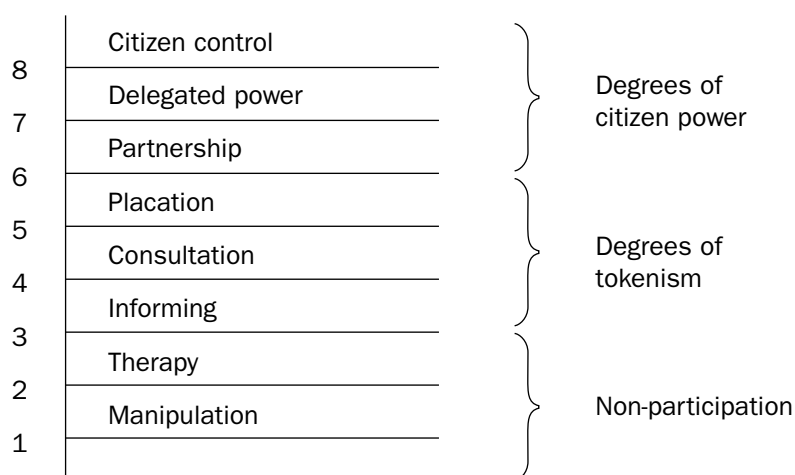 Citizen control
8
Delegated power
7
Partnership
6
Placation
5
Consultation
4
Informing
3
Therapy
2
Manipulation
1
Degrees of
citizen power
Degrees of
tokenism
Non-participation